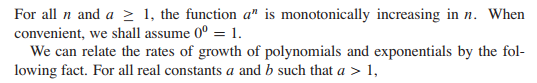 For all n and a ≥ 1, the function aⁿ is monotonically increasing in n. When
convenient, we shall assume 0⁰ = 1.
We can relate the rates of growth of polynomials and exponentials by the fol-
lowing fact. For all real constants a and b such that a > 1,